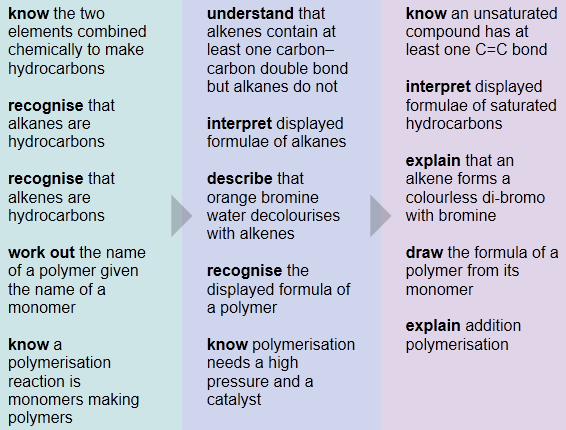 know the two
elements combined
chemically to make
hydrocarbons
recognise that
alkanes are
hydrocarbons
recognise that
alkenes are
hydrocarbons
work out the name
of a polymer given
the name of a
monomer
know a
polymerisation
reaction is
monomers making
polymers
understand that
alkenes contain at
least one carbon–
carbon double bond
but alkanes do not
interpret displayed
formulae of alkanes
describe that
orange bromine
water decolourises
with alkenes
recognise the
displayed formula of
a polymer
know polymerisation
needs a high
pressure and a
catalyst
know an unsaturated
compound has at
least one C=C bond
interpret displayed
formulae of saturated
hydrocarbons
explain that an
alkene forms a
colourless di-bromo
with bromine
draw the formula of a
polymer from its
monomer
explain addition
polymerisation